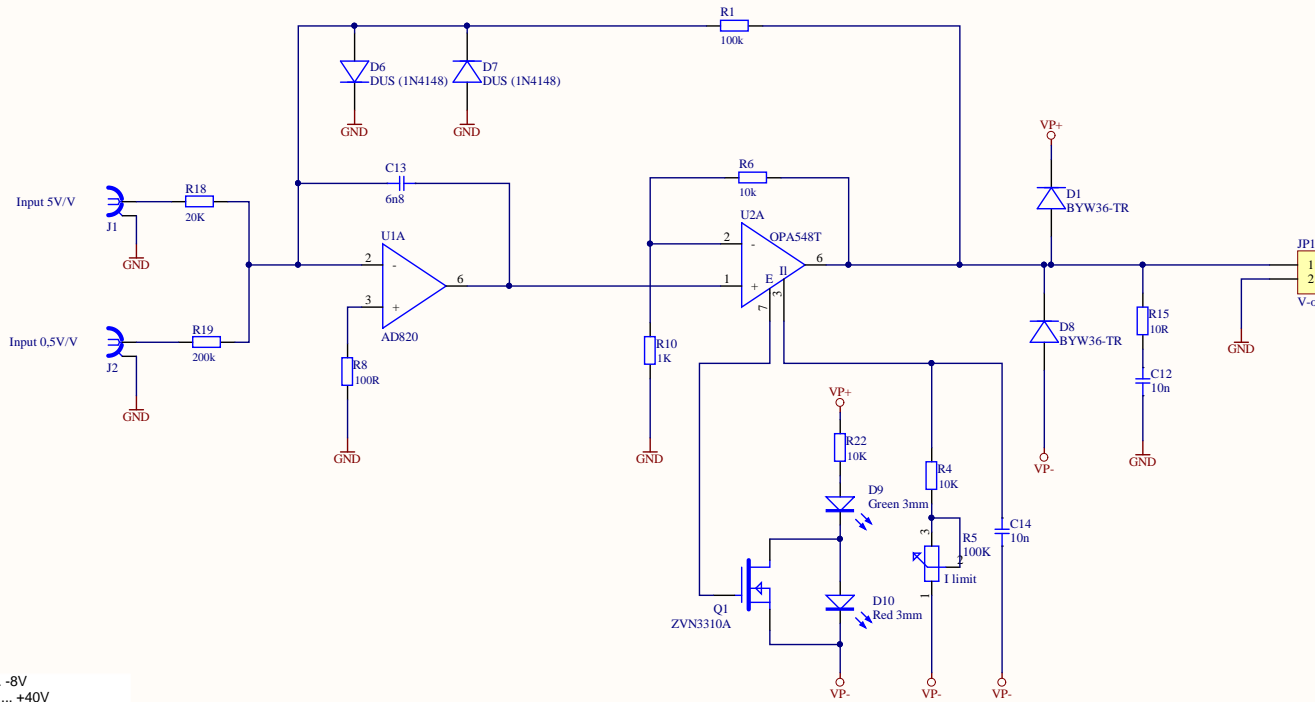 R1
100k
D6
DUS (1N4148)
D7
DUS (1N4148)
GND
GND
VP+
C13
6n8
R6
10k
D1
BYW36-TR
Input 5V/V
J1
R18
20K
GND
U1A
2
-
3
+
6
AD820
U2A
OPA548T
2
-
1
+
E
Il
7
3
6
JP1
1
2
V-o
GND
Input 0,5V/V
J2
R19
200k
GND
R8
100R
GND
R10
1K
GND
D8
BYW36-TR
VP-
R15
10R
C12
10n
GND
VP+
R22
10K
D9
Green 3mm
R4
10K
R5
100K
3
2
1
I limit
C14
10n
Q1
ZVN3310A
D10
Red 3mm
VP-
VP-
VP-
. -8V
... +40V